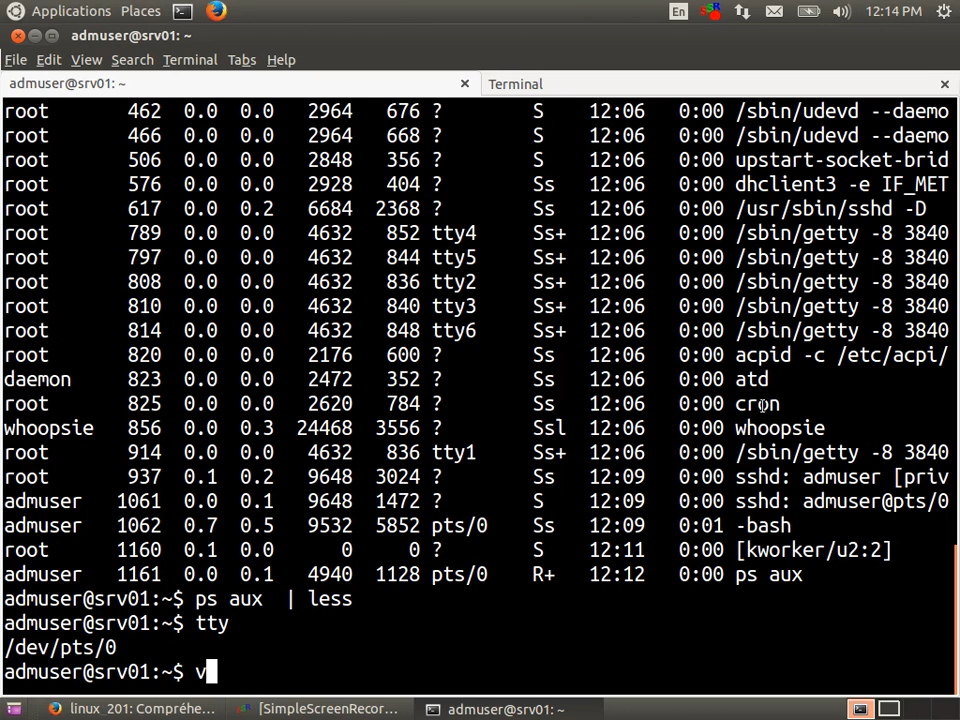 Applications Places En 12:14 PM
admuser@srv01: ~
File Edit View Search Terminal Tabs Help
admuser@srv01: ~ Terminal
root 462 0.0 0.0 2964 676 ? S 12:06 0:00 /sbin/udevd --daemo
root 466 0.0 0.0 2964 668 ? S 12:06 0:00 /sbin/udevd --daemo
root 506 0.0 0.0 2848 356 ? S 12:06 0:00 upstart-socket-brid
root 576 0.0 0.0 2928 404 ? Ss 12:06 0:00 dhclient3 -e IF_MET
root 617 0.0 0.2 6684 2368 ? Ss 12:06 0:00 /usr/sbin/sshd -D
root 789 0.0 0.0 4632 852 tty4 Ss+ 12:06 0:00 /sbin/getty -8 3840
root 797 0.0 0.0 4632 844 tty5 Ss+ 12:06 0:00 /sbin/getty -8 3840
root 808 0.0 0.0 4632 836 tty2 Ss+ 12:06 0:00 /sbin/getty -8 3840
root 810 0.0 0.0 4632 840 tty3 Ss+ 12:06 0:00 /sbin/getty -8 3840
root 814 0.0 0.0 4632 848 tty6 Ss+ 12:06 0:00 /sbin/getty -8 3840
root 820 0.0 0.0 2176 600 ? Ss 12:06 0:00 acpid -c /etc/acpi/
daemon 823 0.0 0.0 2472 352 ? Ss 12:06 0:00 atd
root 825 0.0 0.0 2620 784 ? Ss 12:06 0:00 cron
whoopsie 856 0.0 0.3 24468 3556 ? Ssl 12:06 0:00 whoopsie
root 914 0.0 0.0 4632 836 tty1 Ss+ 12:06 0:00 /sbin/getty -8 3840
root 937 0.1 0.2 9648 3024 ? Ss 12:09 0:00 sshd: admuser [priv
admuser 1061 0.0 0.1 9648 1472 ? S 12:09 0:00 sshd: admuser@pts/0
admuser 1062 0.7 0.5 9532 5852 pts/0 Ss 12:09 0:01 -bash
root 1160 0.1 0.0 0 0 ? S 12:11 0:00 [kworker/u2:2]
admuser 1161 0.0 0.1 4940 1128 pts/0 R+ 12:12 0:00 ps aux
admuser@srv01:~$ ps aux  | less
admuser@srv01:~$ tty
/dev/pts/0
admuser@srv01:~$ v
linux_201: Compréhe... [SimpleScreenRecor... admuser@srv01: ~